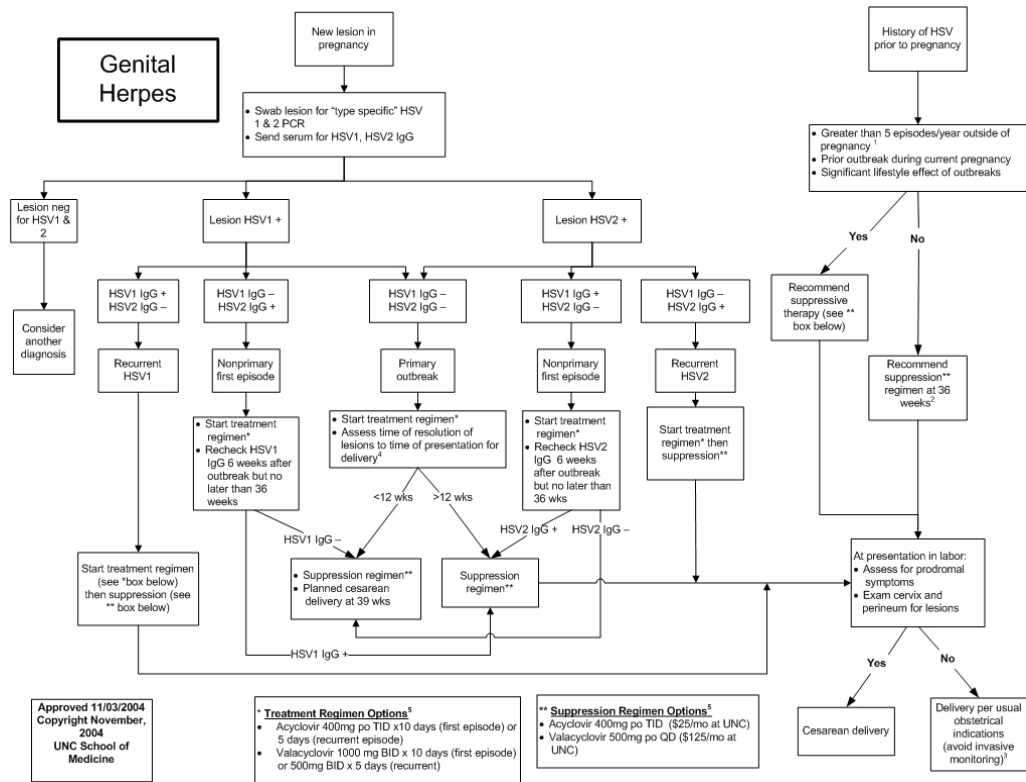 Genital
Herpes
New lesion in
pregnancy
History of HSV
prior to pregnancy
• Swab lesion for "type specific" HSV
1 & 2 PCR
• Send serum for HSV1, HSV2 IgG
• Greater than 5 episodes/year outside of
pregnancy 1
• Prior outbreak during current pregnancy
• Significant lifestyle effect of outbreaks
Lesion neg
for HSV1 &
2
Lesion HSV1 +
Lesion HSV2 +
Yes
No
Consider
another
diagnosis
HSV1 IgG +
HSV2 IgG –
HSV1 IgG –
HSV2 IgG +
HSV1 IgG –
HSV2 IgG –
HSV1 IgG +
HSV2 IgG –
HSV1 IgG –
HSV2 IgG +
Recommend
suppressive
therapy (see **
box below)
Recurrent
HSV1
Nonprimary
first episode
Primary
outbreak
Nonprimary
first episode
Recurrent
HSV2
Recommend
suppression**
regimen at 36
weeks2
• Start treatment
regimen*
• Recheck HSV1
IgG 6 weeks after
outbreak but no
later than 36
weeks
• Start treatment regimen*
• Assess time of resolution of
lesions to time of presentation for
delivery4
• Start treatment
regimen*
• Recheck HSV2
IgG 6 weeks
after outbreak
but no later than
36 wks
Start treatment
regimen* then
suppression**
<12 wks
>12 wks
HSV1 IgG –
HSV2 IgG +
HSV2 IgG –
Start treatment regimen
(see *box below)
then suppression (see
** box below)
• Suppression regimen**
• Planned cesarean
delivery at 39 wks
Suppression
regimen**
At presentation in labor:
• Assess for prodromal
symptoms
• Exam cervix and
perineum for lesions
HSV1 IgG +
Yes
No
Cesarean delivery
Delivery per usual
obstetrical
indications
(avoid invasive
monitoring)3
Approved 11/03/2004
Copyright November,
2004
UNC School of
Medicine
* Treatment Regimen Options5
• Acyclovir 400mg po TID x10 days (first episode) or
5 days (recurrent episode)
• Valacyclovir 1000 mg BID x 10 days (first episode)
or 500mg BID x 5 days (recurrent)
** Suppression Regimen Options5
• Acyclovir 400mg po TID ($25/mo at UNC)
• Valacyclovir 500mg po QD ($125/mo at
UNC)